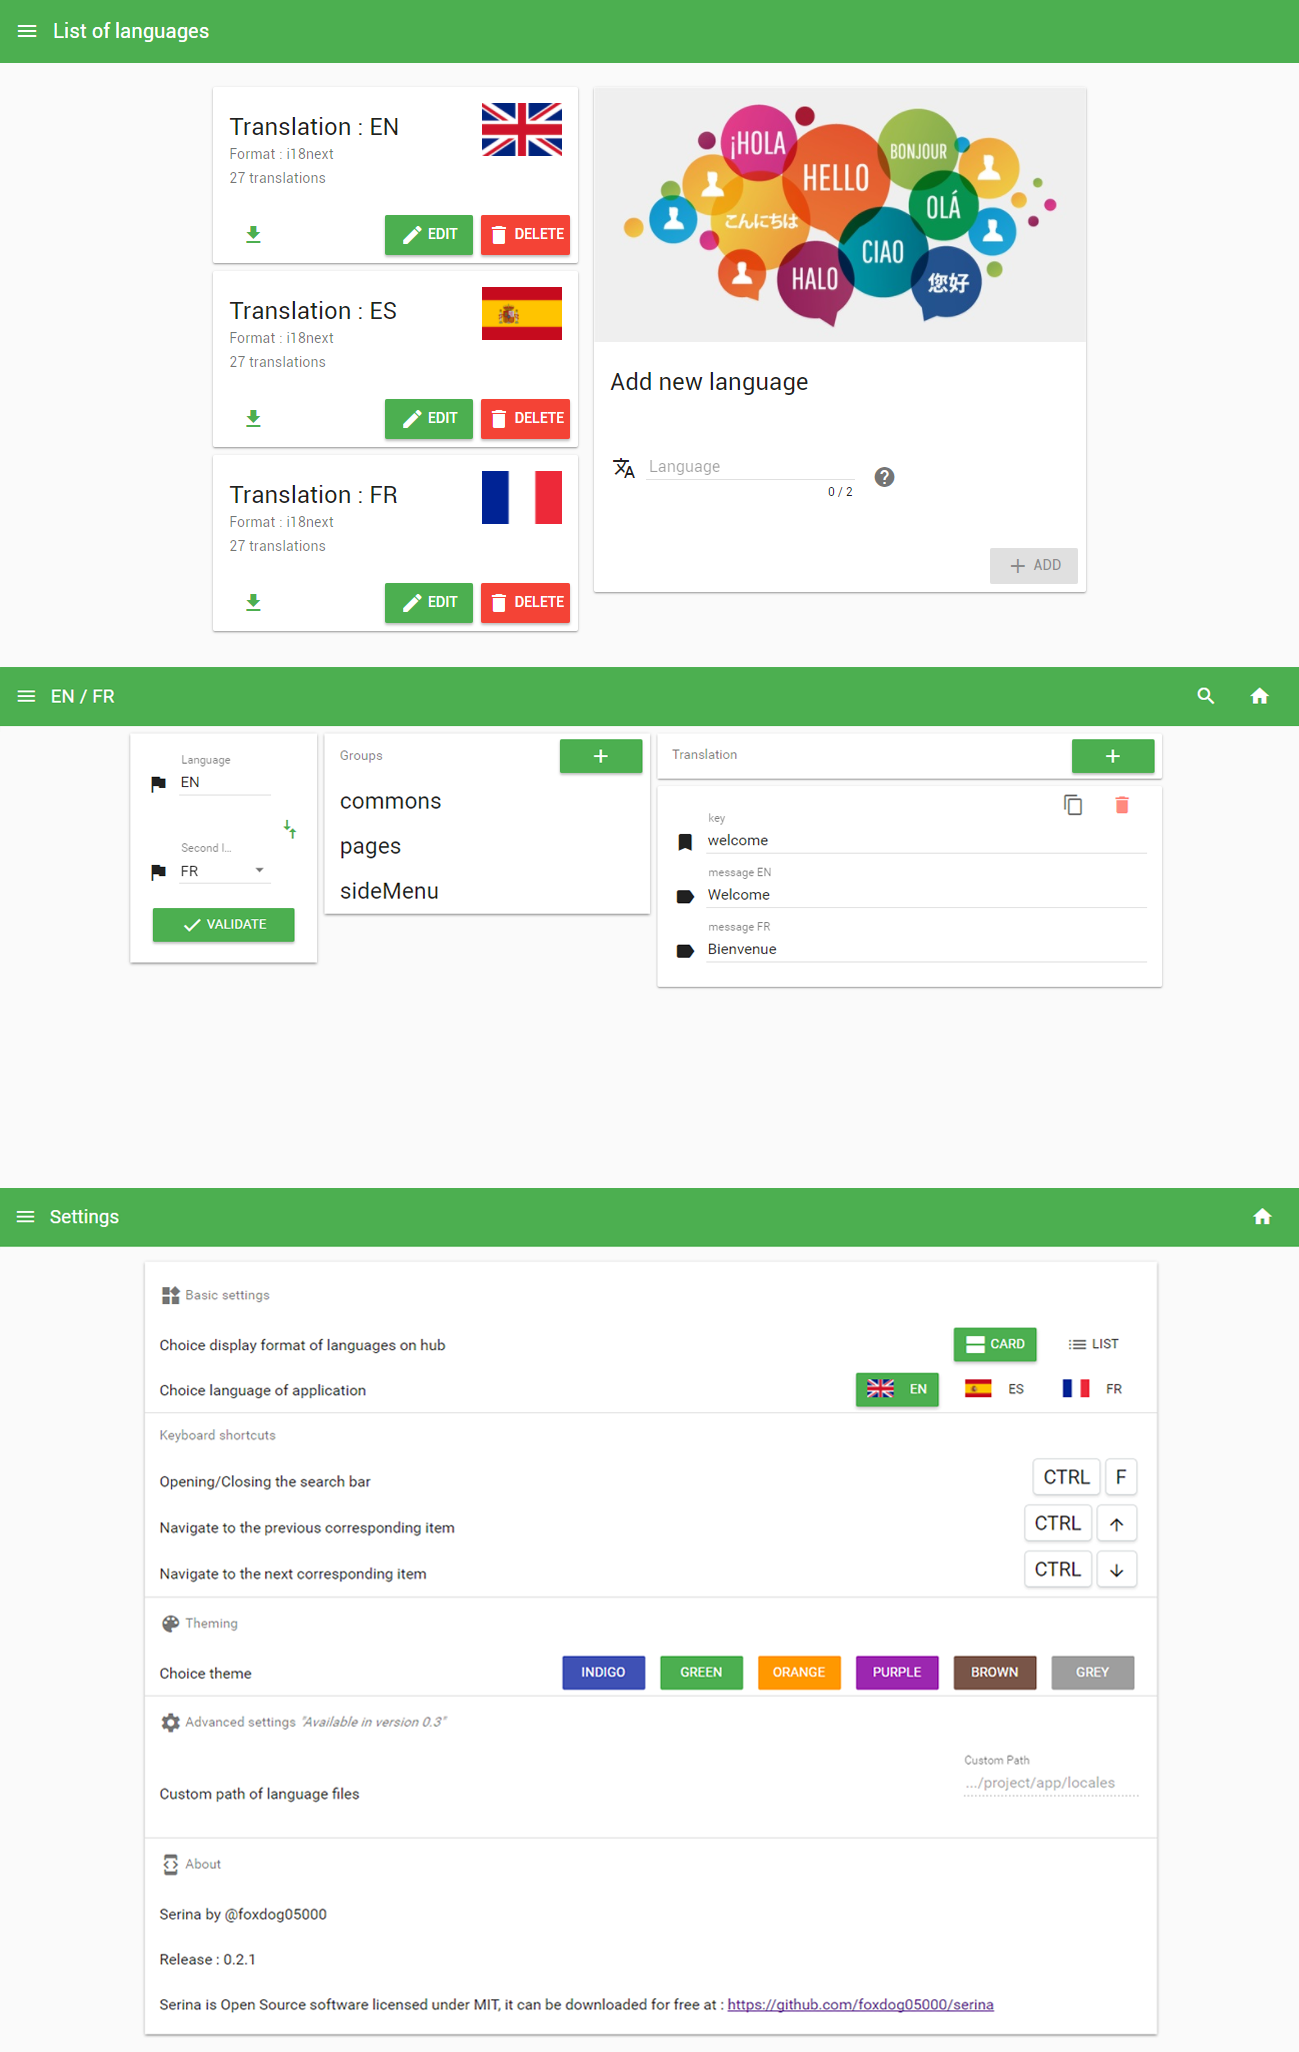 List of languages
Translation : EN
Format : i18next
27 translations
EDIT
DELETE
Translation : ES
Format : i18next
27 translations
EDIT
DELETE
Translation : FR
Format : i18next
27 translations
EDIT
DELETE
¡HOLA
HELLO
BONJOUR
こんにちは
OLÁ
CIAO
HALO
您好
Add new language
Language
0 / 2
ADD
EN / FR
Language
EN
Second l...
FR
VALIDATE
Groups
commons
pages
sideMenu
Translation
key
welcome
message EN
Welcome
message FR
Bienvenue
Settings
Basic settings
Choice display format of languages on hub
CARD
LIST
Choice language of application
EN
ES
FR
Keyboard shortcuts
Opening/Closing the search bar
CTRL F
Navigate to the previous corresponding item
CTRL ↑
Navigate to the next corresponding item
CTRL ↓
Theming
Choice theme
INDIGO
GREEN
ORANGE
PURPLE
BROWN
GREY
Advanced settings "Available in version 0.3"
Custom Path
.../project/app/locales
Custom path of language files
About
Serina by @foxdog05000
Release : 0.2.1
Serina is Open Source software licensed under MIT, it can be downloaded for free at : https://github.com/foxdog05000/serina